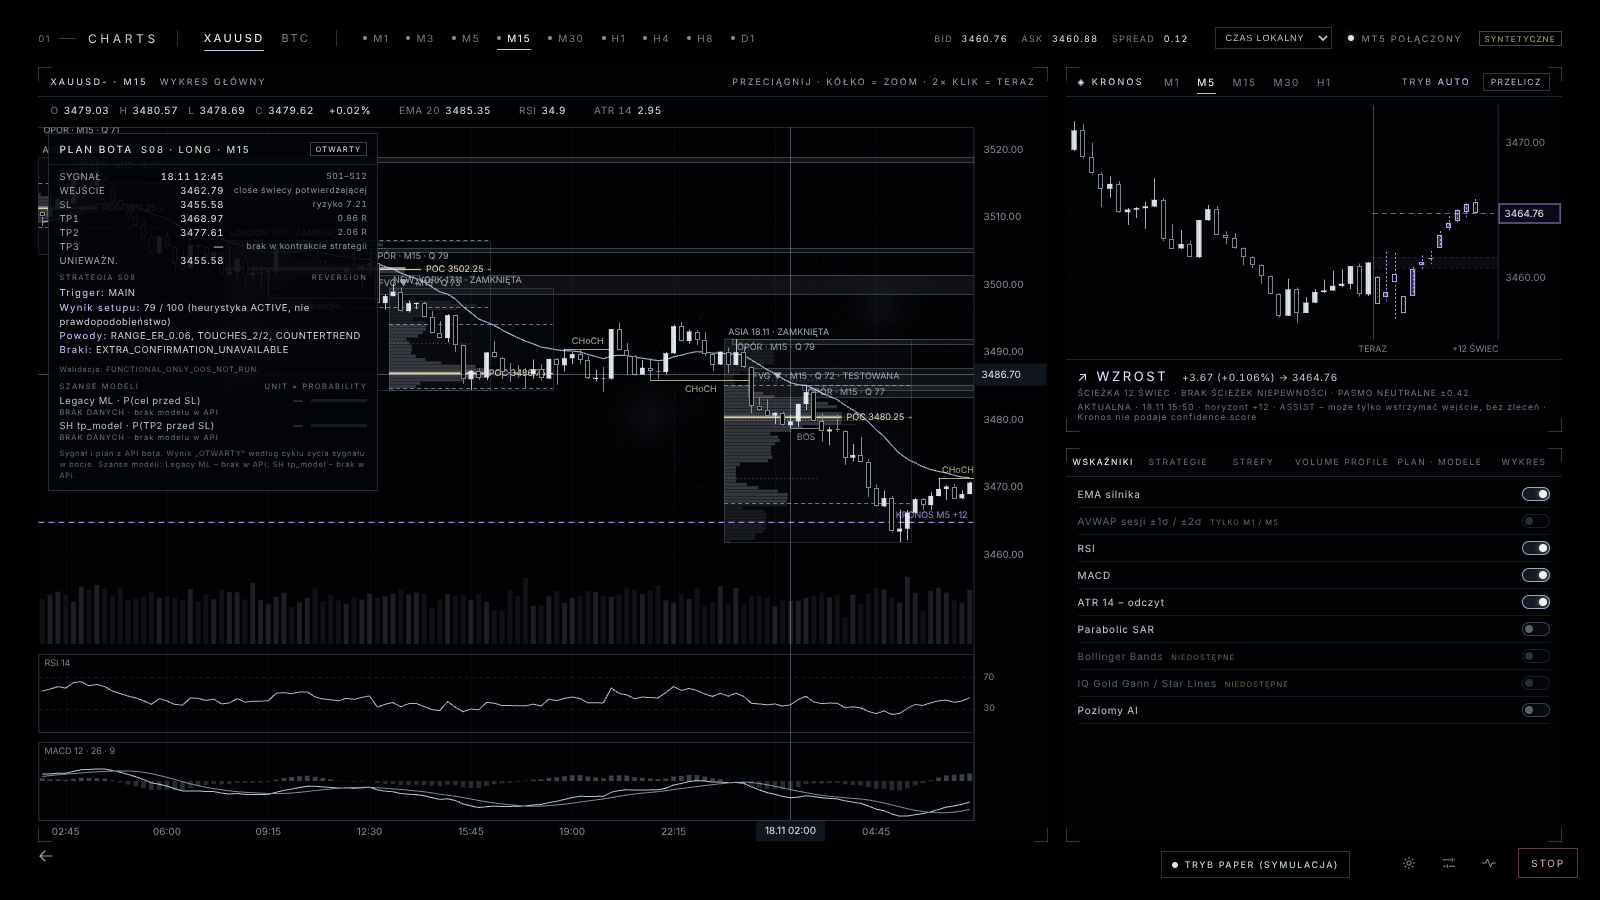 01 CHARTS XAUUSD BTC M1 M3 M5 M15 M30 H1 H4 H8 D1 BID 3460.76 ASK 3460.88 SPREAD 0.12 CZAS LOKALNY MT5 POŁĄCZONY SYNTETYCZNE
XAUUSD- · M15 WYKRES GŁÓWNY PRZECIĄGNIJ · KÓŁKO = ZOOM · 2× KLIK = TERAZ
O 3479.03 H 3480.57 L 3478.69 C 3479.62 +0.02% EMA 20 3485.35 RSI 34.9 ATR 14 2.95
OPÓR · M15 · Q 71
PLAN BOTA S08 · LONG · M15 OTWARTY
SYGNAŁ 18.11 12:45 S01–S12
WEJŚCIE 3462.79 close świecy potwierdzającej
SL 3455.58 ryzyko 7.21
TP1 3468.97 0.86 R
TP2 3477.61 2.06 R
TP3 — brak w kontrakcie strategii
UNIEWAŻN. 3455.58
STRATEGIA S08 REVERSION
Trigger: MAIN
Wynik setupu: 79 / 100 (heurystyka ACTIVE, nie
prawdopodobieństwo)
Powody: RANGE_ER_0.06, TOUCHES_2/2, COUNTERTREND
Braki: EXTRA_CONFIRMATION_UNAVAILABLE
Walidacja: FUNCTIONAL_ONLY_OOS_NOT_RUN.
SZANSE MODELI UNIT = PROBABILITY
Legacy ML · P(cel przed SL) —
BRAK DANYCH · brak modelu w API
SH tp_model · P(TP2 przed SL) —
BRAK DANYCH · brak modelu w API
Sygnał i plan z API bota. Wynik „OTWARTY” według cyklu życia sygnału
w bocie. Szanse modeli: Legacy ML – brak w API; SH tp_model – brak w
API.
POC 3502.25
NEW YORK 17.11 · ZAMKNIĘTA
CHoCH
CHoCH
ASIA 18.11 · ZAMKNIĘTA
OPÓR · M15 · Q 79
FVG ▼ · M15 · Q 72 · TESTOWANA
OPÓR · M15 · Q 77
POC 3480.25
BOS
CHoCH
KRONOS M5 +12
3520.00
3510.00
3500.00
3490.00
3486.70
3480.00
3470.00
3460.00
RSI 14
70
30
MACD 12 · 26 · 9
02:45 06:00 09:15 12:30 15:45 19:00 22:15 18.11 02:00 04:45
◈ KRONOS M1 M5 M15 M30 H1 TRYB AUTO PRZELICZ
3470.00
3464.76
3460.00
TERAZ +12 ŚWIEC
↗ WZROST +3.67 (+0.106%) → 3464.76
ŚCIEŻKA 12 ŚWIEC · BRAK ŚCIEŻEK NIEPEWNOŚCI · PASMO NEUTRALNE ±0.42
AKTUALNA · 18.11 15:50 · horyzont +12 · ASSIST – może tylko wstrzymać wejście, bez zleceń ·
Kronos nie podaje confidence score
WSKAŹNIKI STRATEGIE STREFY VOLUME PROFILE PLAN · MODELE WYKRES
EMA silnika
AVWAP sesji ±1σ / ±2σ TYLKO M1 / M5
RSI
MACD
ATR 14 – odczyt
Parabolic SAR
Bollinger Bands NIEDOSTĘPNE
IQ Gold Gann / Star Lines NIEDOSTĘPNE
Poziomy AI
TRYB PAPER (SYMULACJA) STOP